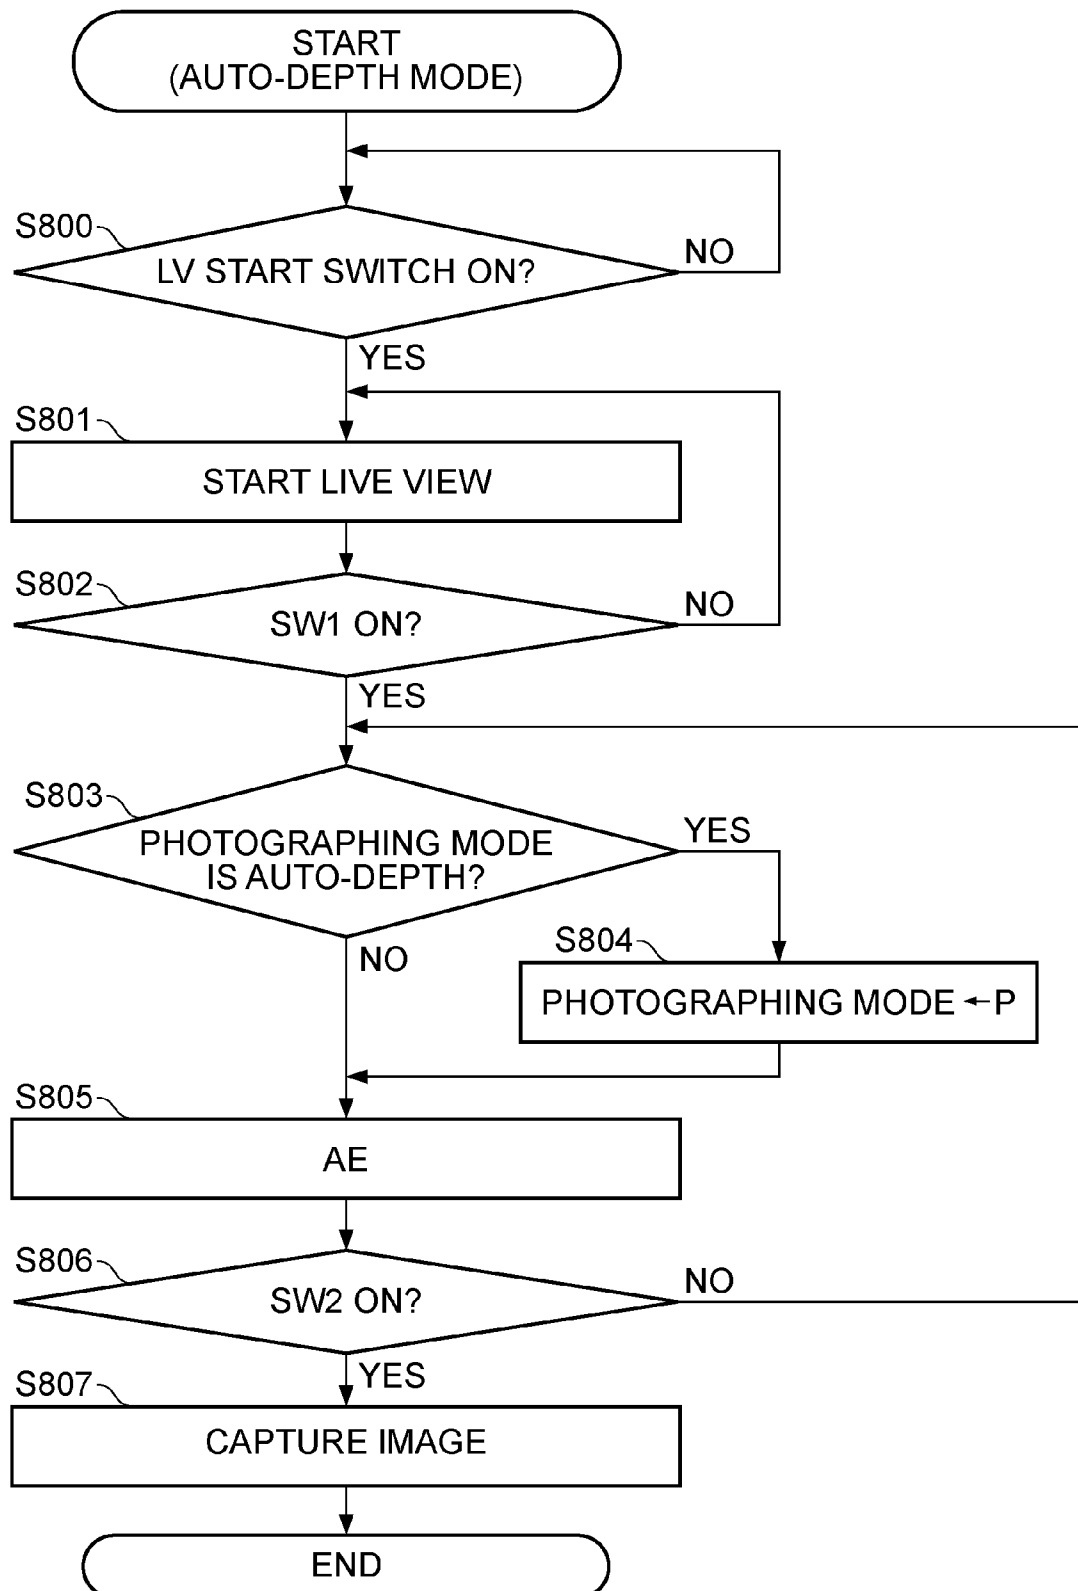 START
(AUTO-DEPTH MODE)
S800
LV START SWITCH ON?
NO
YES
S801
START LIVE VIEW
S802
SW1 ON?
NO
YES
S803
PHOTOGRAPHING MODE
IS AUTO-DEPTH?
YES
NO
S804
PHOTOGRAPHING MODE ←P
S805
AE
S806
SW2 ON?
NO
YES
S807
CAPTURE IMAGE
END